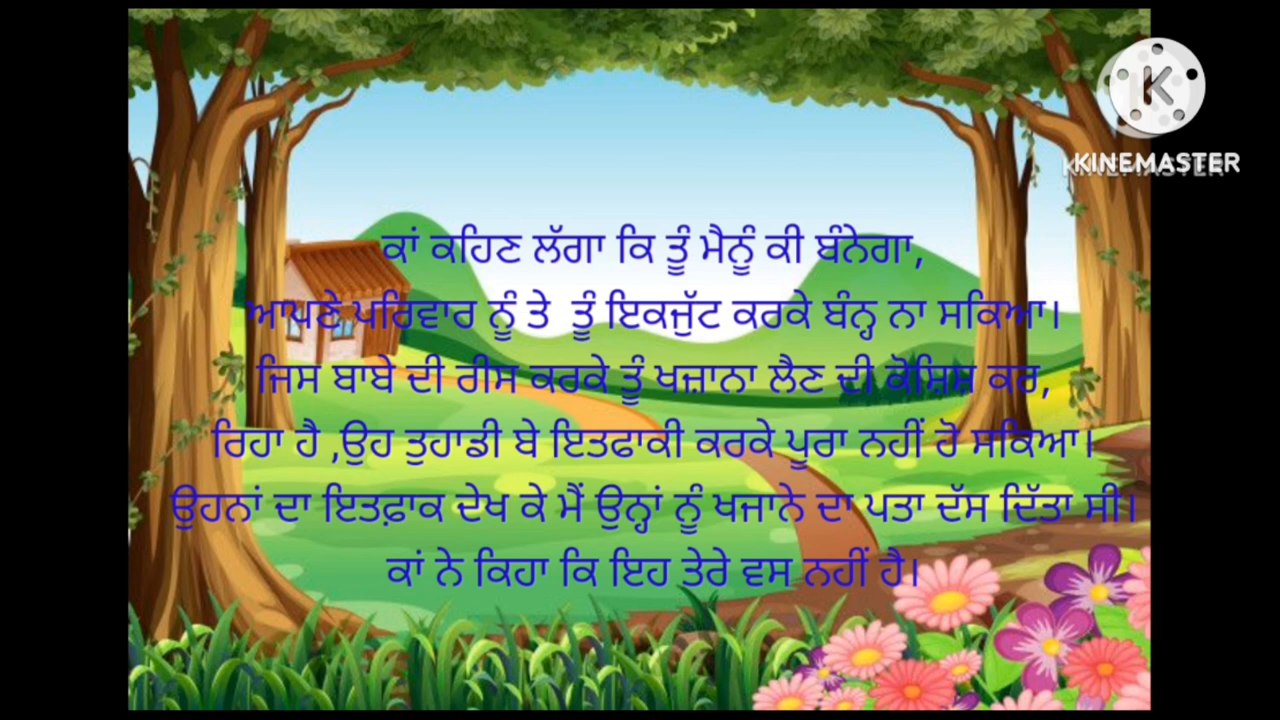 KINEMASTER
ਕਾਂ ਕਹਿਣ ਲੱਗਾ ਕਿ ਤੂੰ ਮੈਨੂੰ ਕੀ ਬੰਨੇਗਾ,
ਆਪਣੇ ਪਰਿਵਾਰ ਨੂੰ ਤੇ ਤੂੰ ਇਕਜੁੱਟ ਕਰਕੇ ਬੰਨ੍ਹ ਨਾ ਸਕਿਆ।
ਜਿਸ ਬਾਬੇ ਦੀ ਰੀਸ ਕਰਕੇ ਤੂੰ ਖਜ਼ਾਨਾ ਲੈਣ ਦੀ ਕੋਸ਼ਿਸ਼ ਕਰ,
ਰਿਹਾ ਹੈ ,ਉਹ ਤੁਹਾਡੀ ਬੇ ਇਤਫਾਕੀ ਕਰਕੇ ਪੂਰਾ ਨਹੀਂ ਹੋ ਸਕਿਆ।
ਉਹਨਾਂ ਦਾ ਇਤਫ਼ਾਕ ਦੇਖ ਕੇ ਮੈਂ ਉਨ੍ਹਾਂ ਨੂੰ ਖਜਾਨੇ ਦਾ ਪਤਾ ਦੱਸ ਦਿੱਤਾ ਸੀ।
ਕਾਂ ਨੇ ਕਿਹਾ ਕਿ ਇਹ ਤੇਰੇ ਵਸ ਨਹੀਂ ਹੈ।